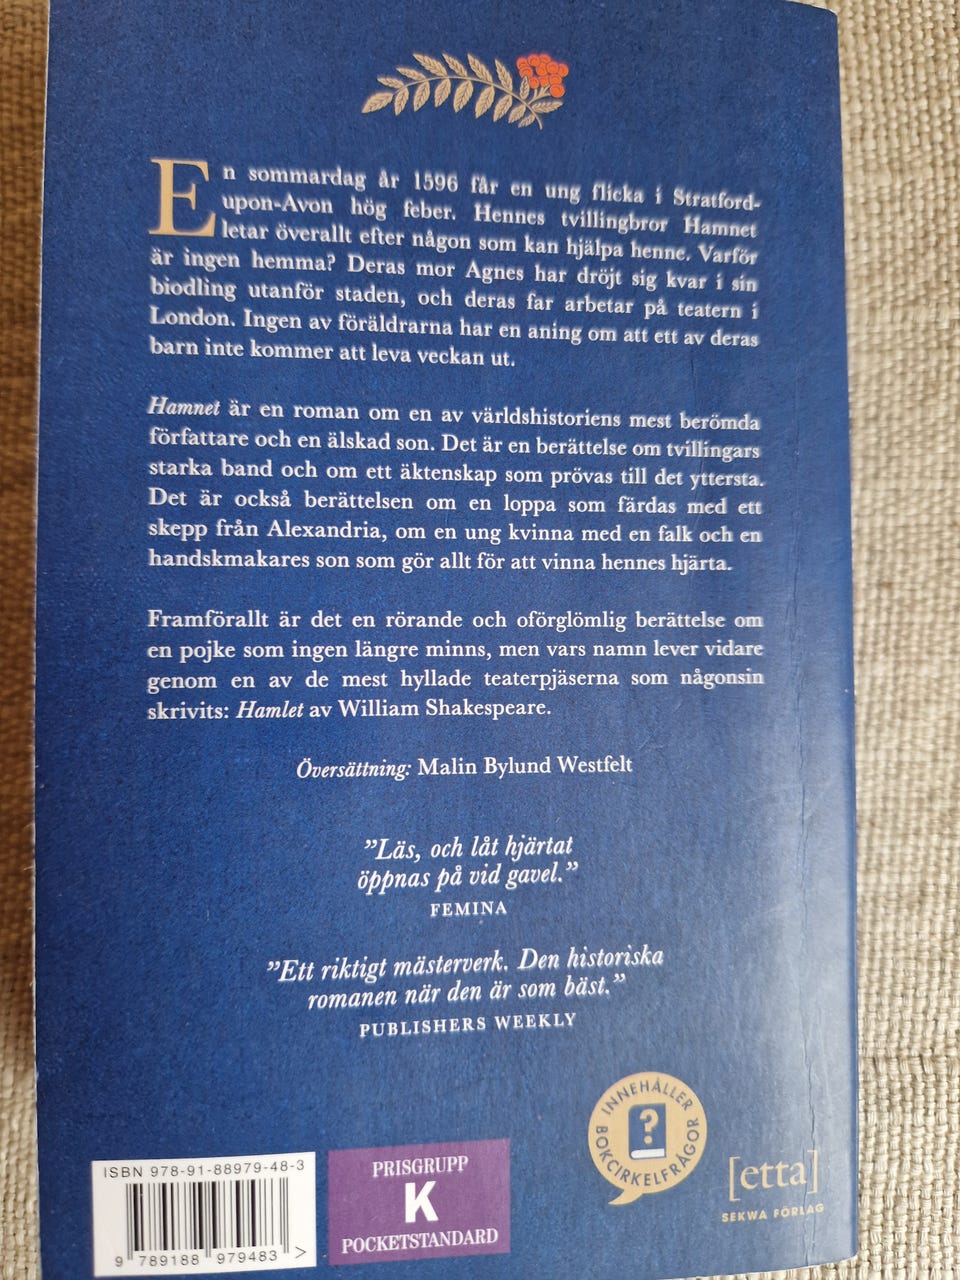 En sommardag år 1596 får en ung flicka i Stratford-
upon-Avon hög feber. Hennes tvillingbror Hamnet
letar överallt efter någon som kan hjälpa henne. Varför
är ingen hemma? Deras mor Agnes har dröjt sig kvar i sin
biodling utanför staden, och deras far arbetar på teatern i
London. Ingen av föräldrarna har en aning om att ett av deras
barn inte kommer att leva veckan ut.
Hamnet är en roman om en av världshistoriens mest berömda
författare och en älskad son. Det är en berättelse om tvillingars
starka band och om ett äktenskap som prövas till det yttersta.
Det är också berättelsen om en loppa som färdas med ett
skepp från Alexandria, om en ung kvinna med en falk och en
handskmakares son som gör allt för att vinna hennes hjärta.
Framförallt är det en rörande och oförglömlig berättelse om
en pojke som ingen längre minns, men vars namn lever vidare
genom en av de mest hyllade teaterpjäserna som någonsin
skrivits: Hamlet av William Shakespeare.
Översättning: Malin Bylund Westfelt
”Läs, och låt hjärtat
öppnas på vid gavel.”
FEMINA
”Ett riktigt mästerverk. Den historiska
romanen när den är som bäst.”
PUBLISHERS WEEKLY
INNEHÅLLER
?
BOKCIRKELFRÅGOR
ISBN 978-91-88979-48-3
9 789188 979483 >
PRISGRUPP
K
POCKETSTANDARD
[etta]
SEKWA FÖRLAG